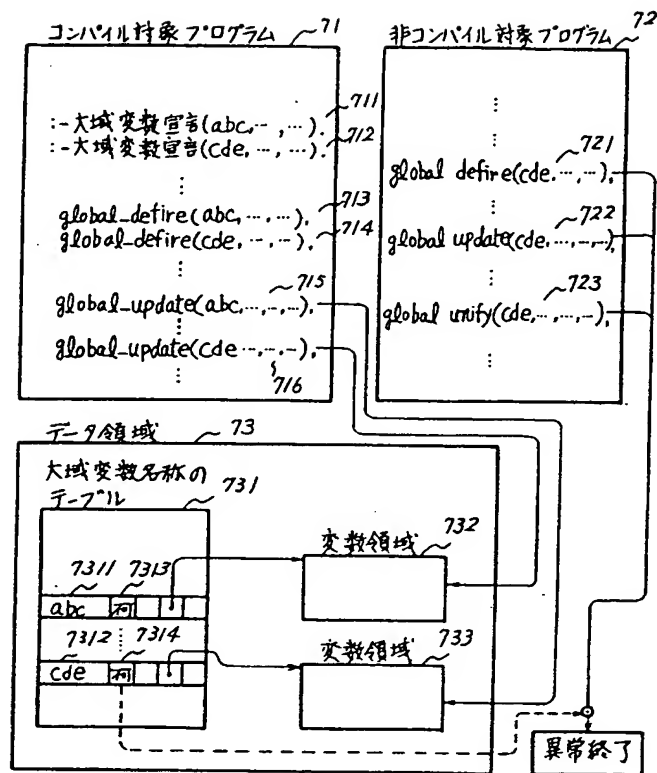 コンパイル対象プログラム 71
:-大域変数宣言(abc,…,…). 711
:-大域変数宣言(cde,…,…). 712
global_defire(abc,…,…), 713
global_defire(cde,…,…), 714
715
global_update(abc,…,…,…),
global_update(cde…,…,…),
716
非コンパイル対象プログラム 72
721
global defire(cde,…,…),
722
global update(cde,…,…,…),
723
global unify(cde,…,…,…),
データ領域 73
大域変数名称の
テーブル 731
7311 7313
abc
7312 7314
cde
変数領域 732
変数領域 733
異常終了